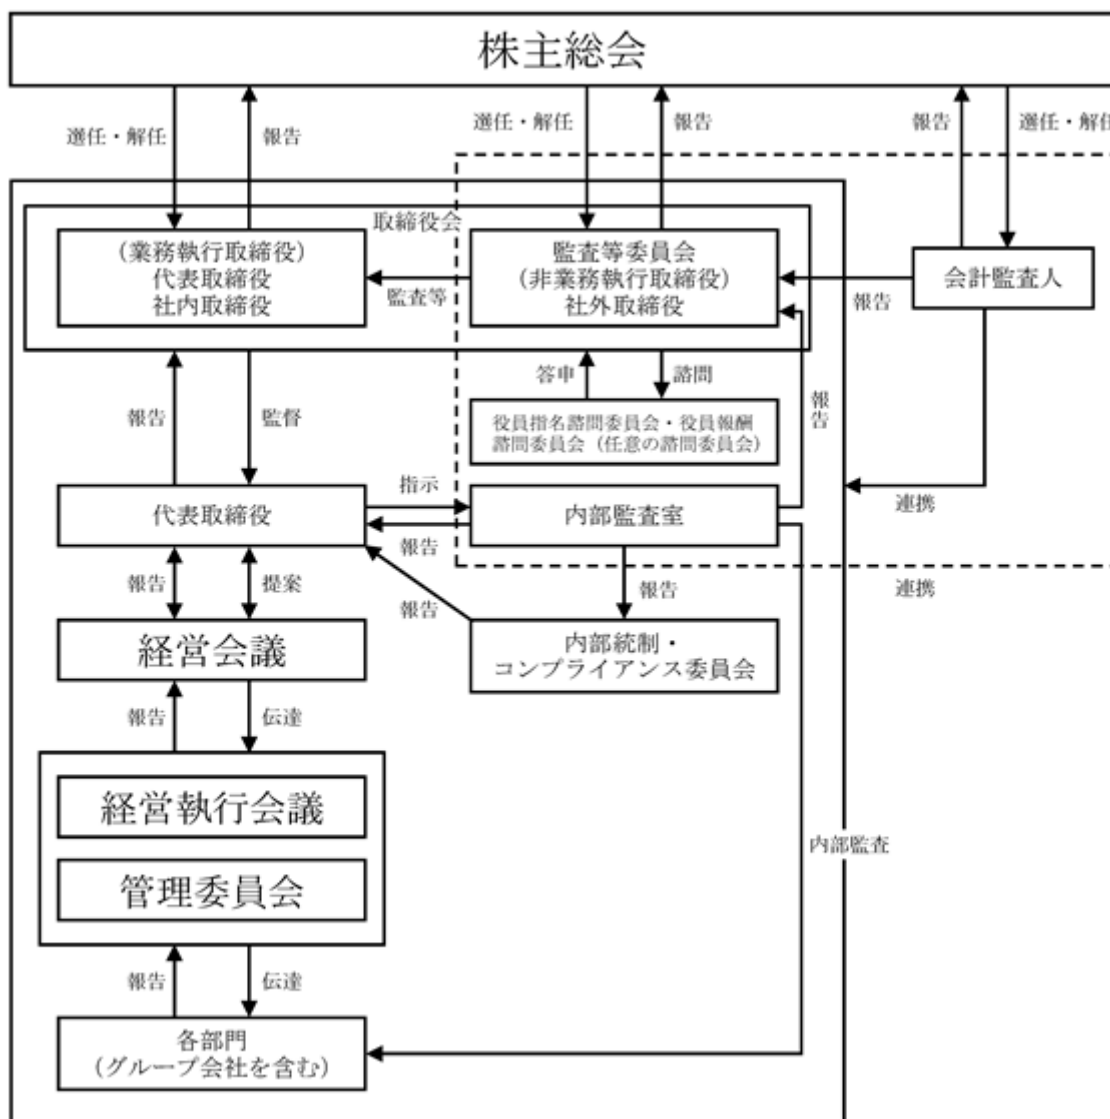 株主総会
選任・解任
報告
選任・解任
報告
報告
選任・解任
取締役会
(業務執行取締役)
代表取締役
社内取締役
監査等
監査等委員会
(非業務執行取締役)
社外取締役
報告
会計監査人
答申
諮問
役員指名諮問委員会・役員報酬
諮問委員会（任意の諮問委員会）
報告
報告
監督
連携
代表取締役
指示
報告
内部監査室
連携
報告
提案
報告
報告
内部統制・
コンプライアンス委員会
経営会議
報告
伝達
経営執行会議
管理委員会
内部監査
報告
伝達
各部門
（グループ会社を含む）